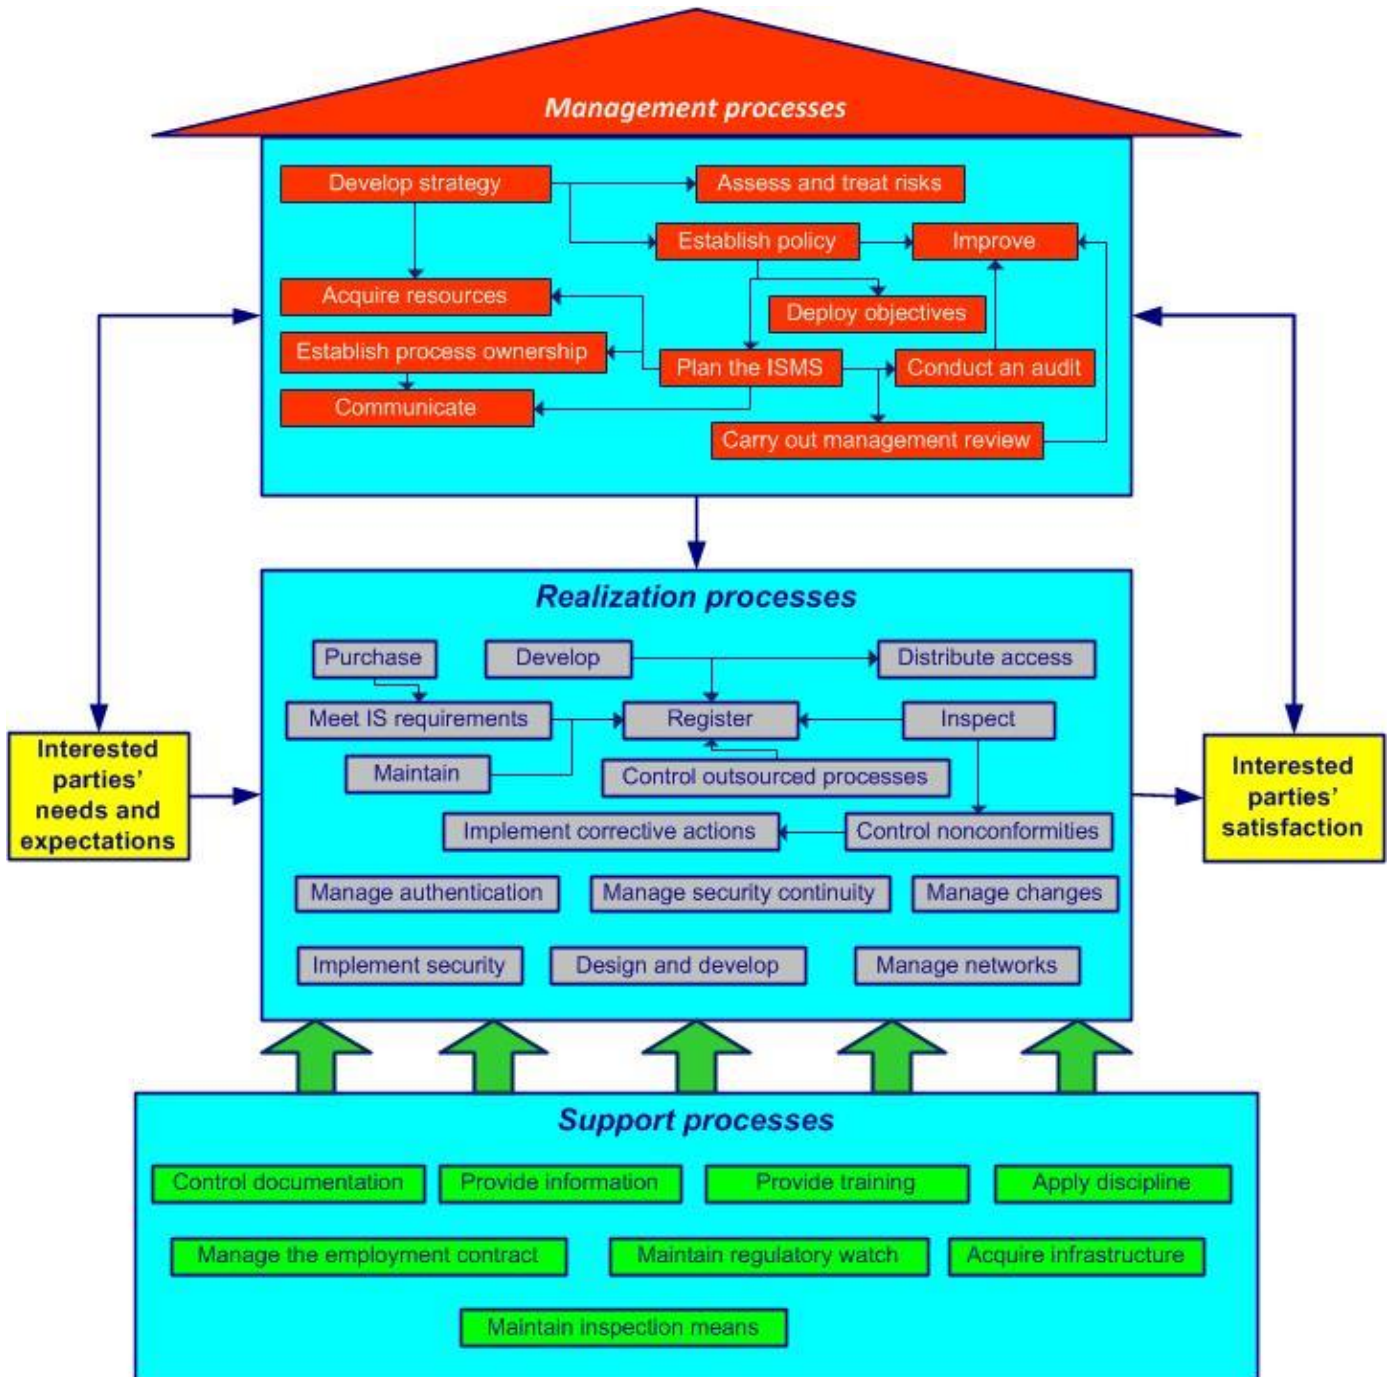 Management processes
Develop strategy
Assess and treat risks
Establish policy
Improve
Acquire resources
Deploy objectives
Establish process ownership
Plan the ISMS
Conduct an audit
Communicate
Carry out management review
Realization processes
Purchase
Develop
Distribute access
Meet IS requirements
Register
Inspect
Maintain
Control outsourced processes
Implement corrective actions
Control nonconformities
Manage authentication
Manage security continuity
Manage changes
Implement security
Design and develop
Manage networks
Interested
parties’
needs and
expectations
Interested
parties’
satisfaction
Support processes
Control documentation
Provide information
Provide training
Apply discipline
Manage the employment contract
Maintain regulatory watch
Acquire infrastructure
Maintain inspection means